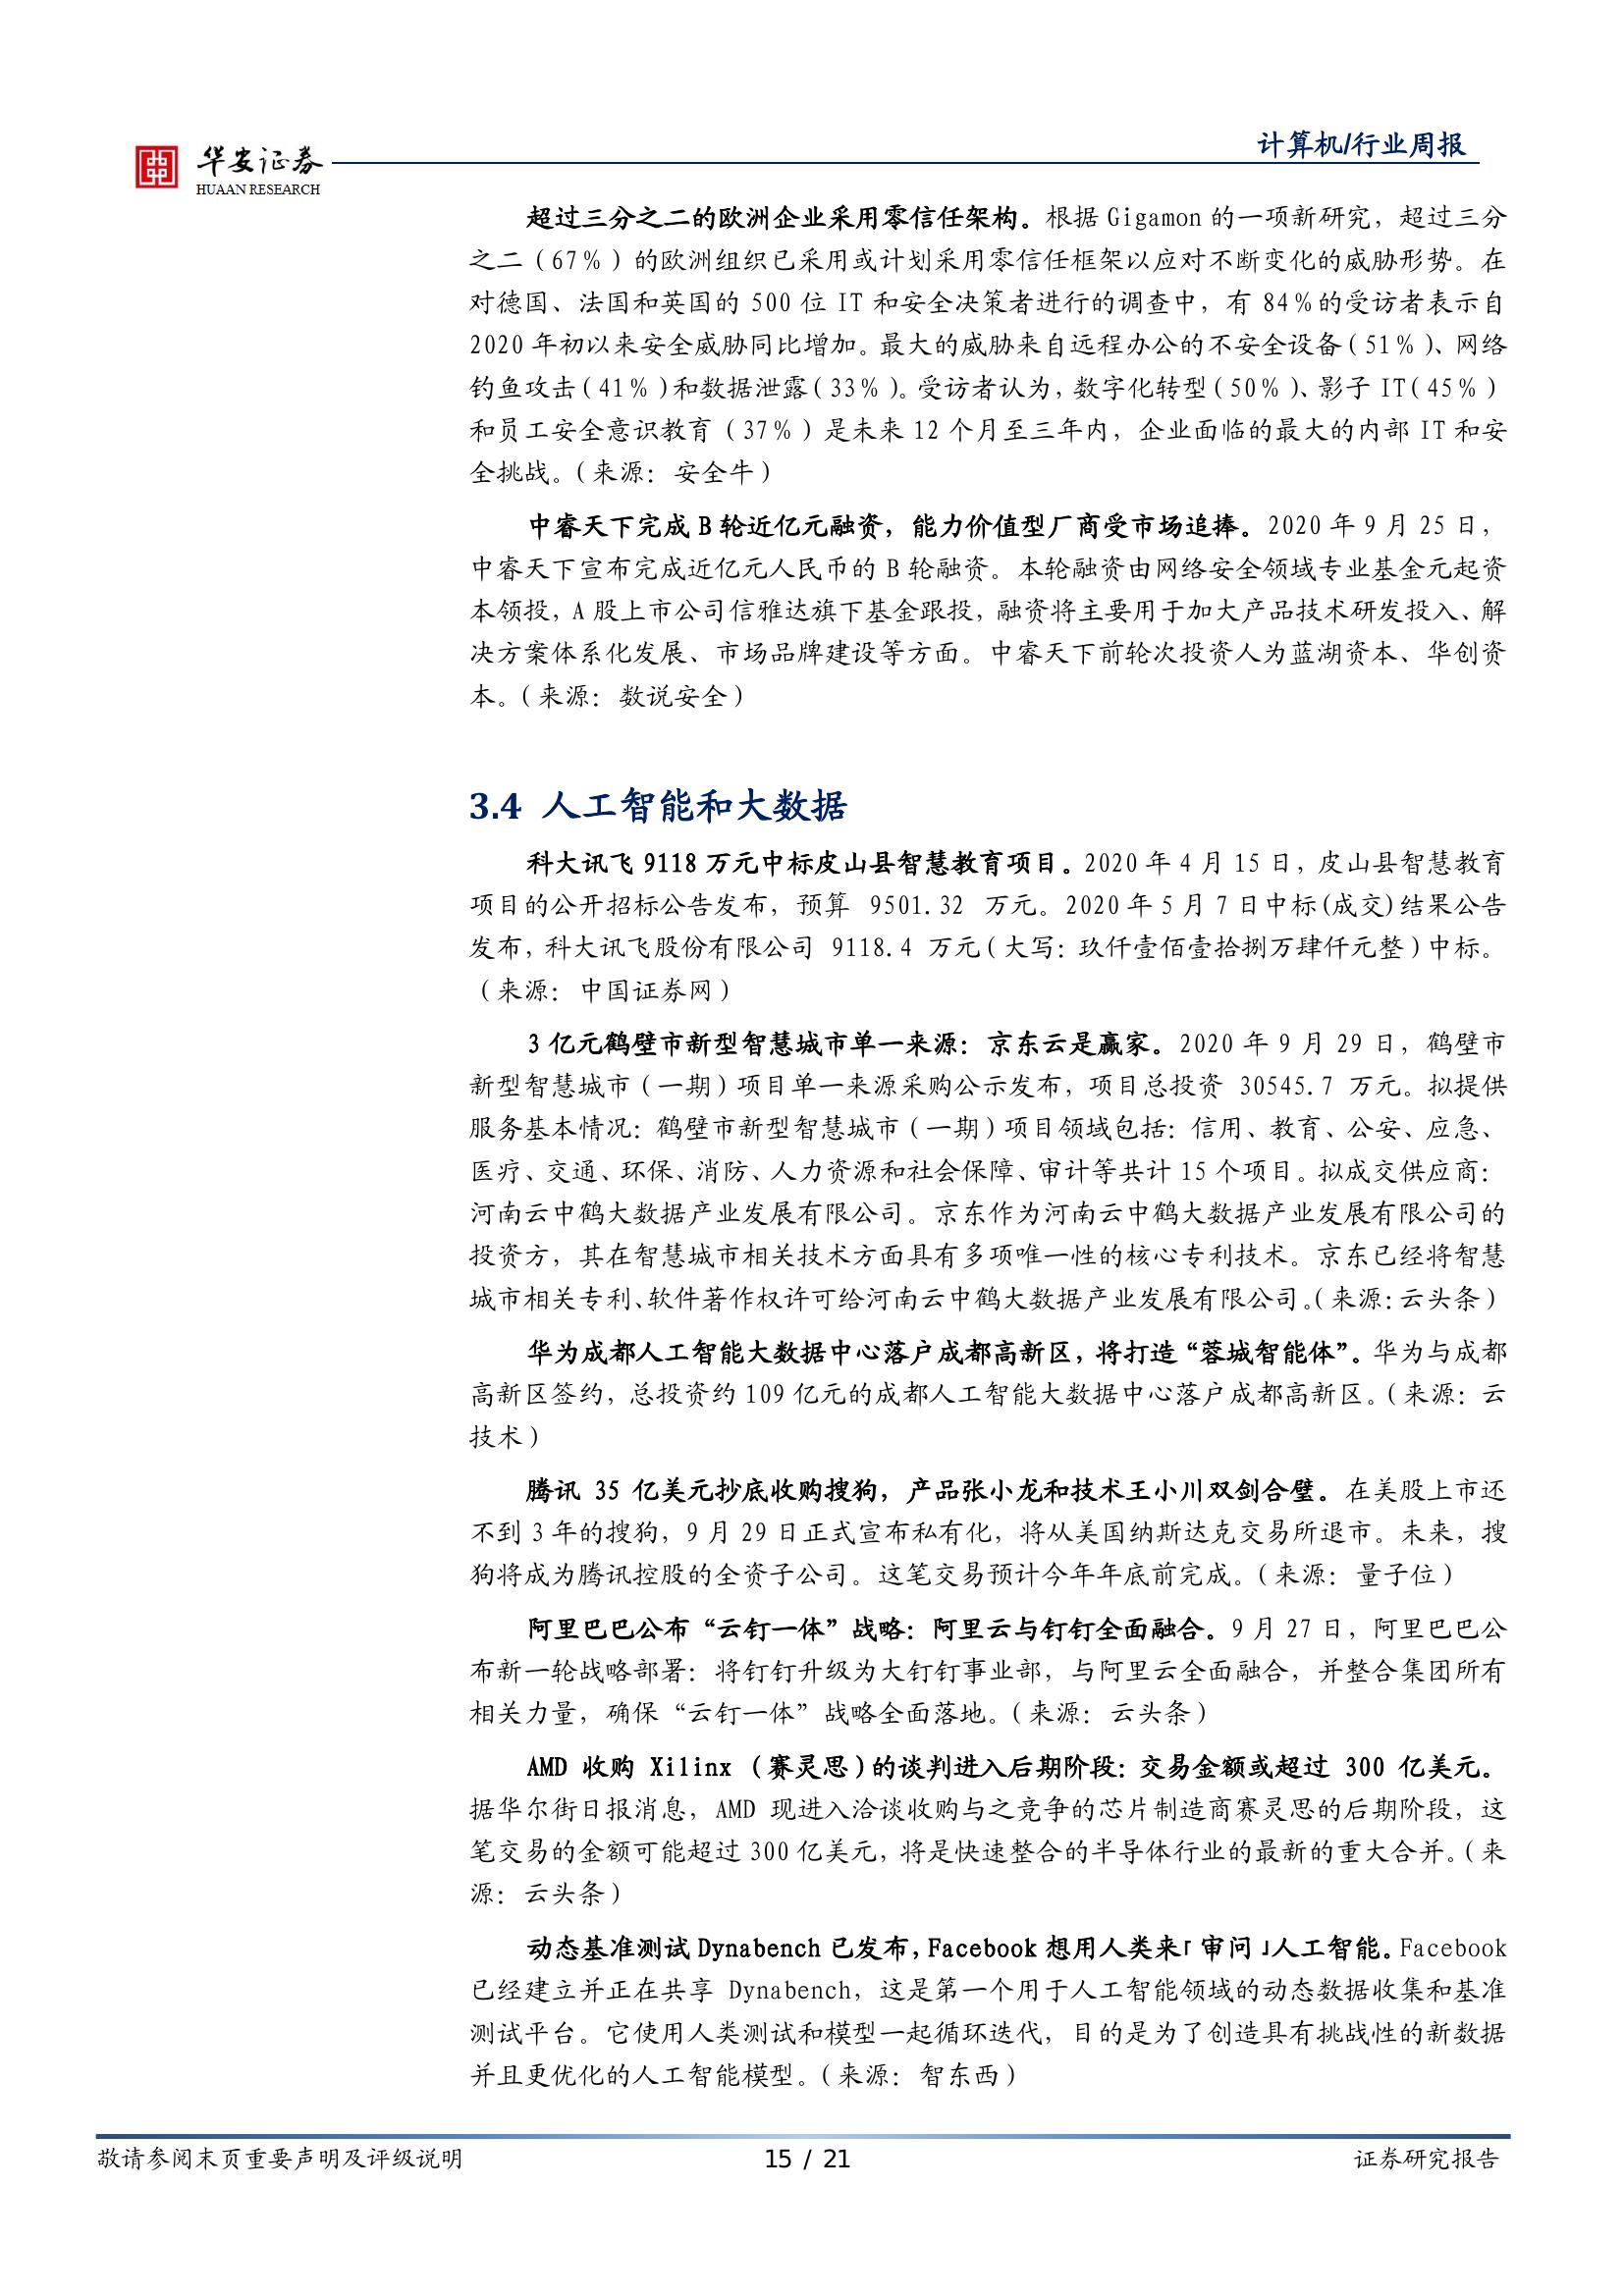 华安证券
HUAAN RESEARCH
计算机/行业周报
超过三分之二的欧洲企业采用零信任架构。根据 Gigamon 的一项新研究，超过三分
之二（67%）的欧洲组织已采用或计划采用零信任框架以应对不断变化的威胁形势。在
对德国、法国和英国的 500 位 IT 和安全决策者进行的调查中，有 84%的受访者表示自
2020 年初以来安全威胁同比增加。最大的威胁来自远程办公的不安全设备（51%）、网络
钓鱼攻击（41%）和数据泄露（33%）。受访者认为，数字化转型（50%）、影子 IT（45%）
和员工安全意识教育（37%）是未来 12 个月至三年内，企业面临的最大的内部 IT 和安
全挑战。（来源：安全牛）
中睿天下完成 B 轮近亿元融资，能力价值型厂商受市场追捧。2020 年 9 月 25 日，
中睿天下宣布完成近亿元人民币的 B 轮融资。本轮融资由网络安全领域专业基金元起资
本领投，A 股上市公司信雅达旗下基金跟投，融资将主要用于加大产品技术研发投入、解
决方案体系化发展、市场品牌建设等方面。中睿天下前轮次投资人为蓝湖资本、华创资
本。（来源：数说安全）
3.4 人工智能和大数据
科大讯飞 9118 万元中标皮山县智慧教育项目。2020 年 4 月 15 日，皮山县智慧教育
项目的公开招标公告发布，预算 9501.32 万元。2020 年 5 月 7 日中标(成交)结果公告
发布，科大讯飞股份有限公司 9118.4 万元（大写：玖仟壹佰壹拾捌万肆仟元整）中标。
（来源：中国证券网）
3 亿元鹤壁市新型智慧城市单一来源：京东云是赢家。2020 年 9 月 29 日，鹤壁市
新型智慧城市（一期）项目单一来源采购公示发布，项目总投资 30545.7 万元。拟提供
服务基本情况：鹤壁市新型智慧城市（一期）项目领域包括：信用、教育、公安、应急、
医疗、交通、环保、消防、人力资源和社会保障、审计等共计 15 个项目。拟成交供应商：
河南云中鹤大数据产业发展有限公司。京东作为河南云中鹤大数据产业发展有限公司的
投资方，其在智慧城市相关技术方面具有多项唯一性的核心专利技术。京东已经将智慧
城市相关专利、软件著作权许可给河南云中鹤大数据产业发展有限公司。（来源：云头条）
华为成都人工智能大数据中心落户成都高新区，将打造“蓉城智能体”。华为与成都
高新区签约，总投资约 109 亿元的成都人工智能大数据中心落户成都高新区。（来源：云
技术）
腾讯 35 亿美元抄底收购搜狗，产品张小龙和技术王小川双剑合璧。在美股上市还
不到 3 年的搜狗，9 月 29 日正式宣布私有化，将从美国纳斯达克交易所退市。未来，搜
狗将成为腾讯控股的全资子公司。这笔交易预计今年年底前完成。（来源：量子位）
阿里巴巴公布“云钉一体”战略：阿里云与钉钉全面融合。9 月 27 日，阿里巴巴公
布新一轮战略部署：将钉钉升级为大钉钉事业部，与阿里云全面融合，并整合集团所有
相关力量，确保“云钉一体”战略全面落地。（来源：云头条）
AMD 收购 Xilinx （赛灵思）的谈判进入后期阶段：交易金额或超过 300 亿美元。
据华尔街日报消息，AMD 现进入洽谈收购与之竞争的芯片制造商赛灵思的后期阶段，这
笔交易的金额可能超过 300 亿美元，将是快速整合的半导体行业的最新的重大合并。（来
源：云头条）
动态基准测试 Dynabench 已发布，Facebook 想用人类来「审问」人工智能。Facebook
已经建立并正在共享 Dynabench，这是第一个用于人工智能领域的动态数据收集和基准
测试平台。它使用人类测试和模型一起循环迭代，目的是为了创造具有挑战性的新数据
并且更优化的人工智能模型。（来源：智东西）
敬请参阅末页重要声明及评级说明
15 / 21
证券研究报告